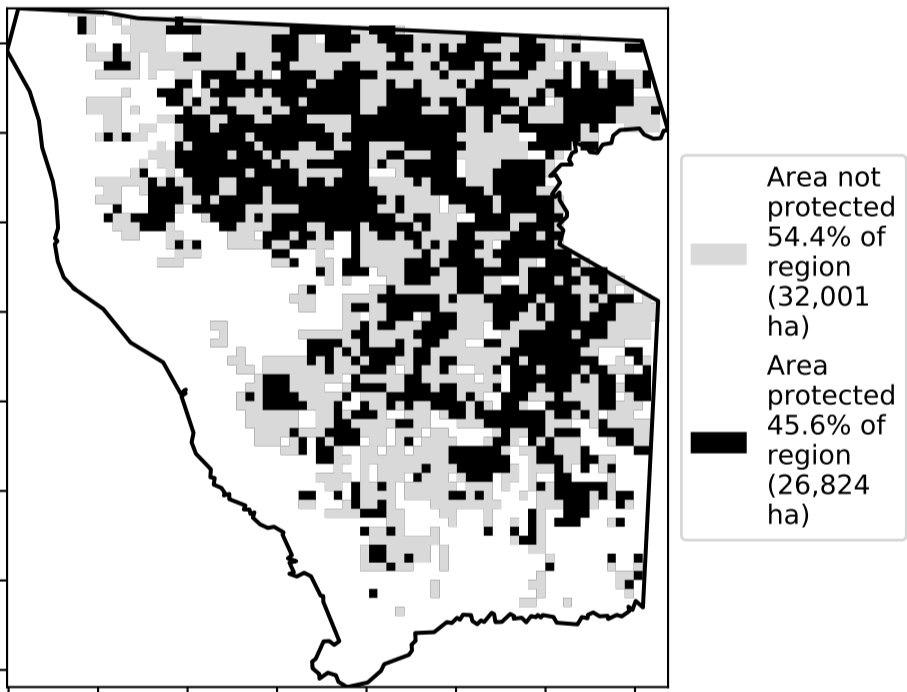 Area not
protected
54.4% of
region
(32,001
ha)
Area
protected
45.6% of
region
(26,824
ha)